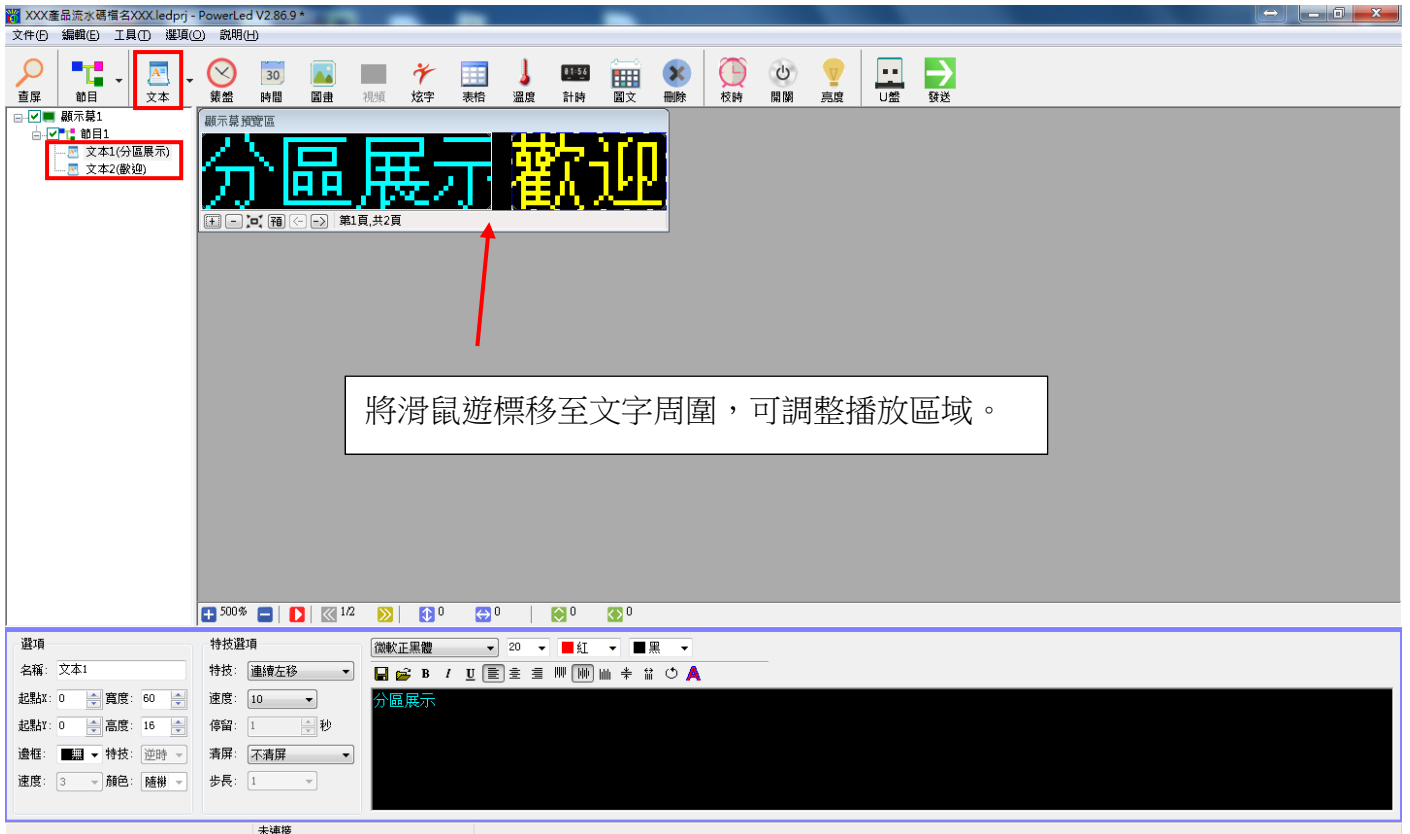 XXX產品流水碼檔名XXX.ledprj - PowerLed V2.86.9 *
文件(F) 編輯(E) 工具(T) 選項(O) 說明(H)
30 01:56
查屏 節目 文本 錶盤 時間 圖畫 視頻 炫字 表格 溫度 計時 圖文 刪除 校時 開關 亮度 U盤 發送
顯示幕1
節目1
文本1(分區展示)
文本2(歡迎)
顯示幕預覽區
分區展示 歡迎
第1頁,共2頁
將滑鼠遊標移至文字周圍，可調整播放區域。
500% 1/2 0 0 0 0
選項
名稱: 文本1
起點X: 0 寬度: 60
起點Y: 0 高度: 16
邊框: 無 特技: 逆時
速度: 3 顏色: 隨機
特技選項
特技: 連續左移
速度: 10
停留: 1 秒
清屏: 不清屏
步長: 1
微軟正黑體 20 紅 黑
B I U A
分區展示
未連接